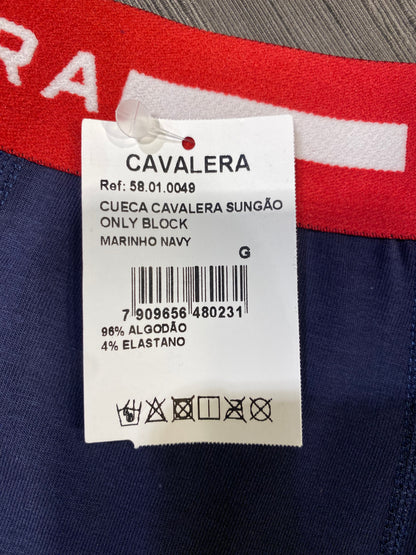 RA
CAVALERA
Ref: 58.01.0049
CUECA CAVALERA SUNGÃO
ONLY BLOCK
MARINHO NAVY
G
7 909656 480231
96% ALGODÃO
4% ELASTANO